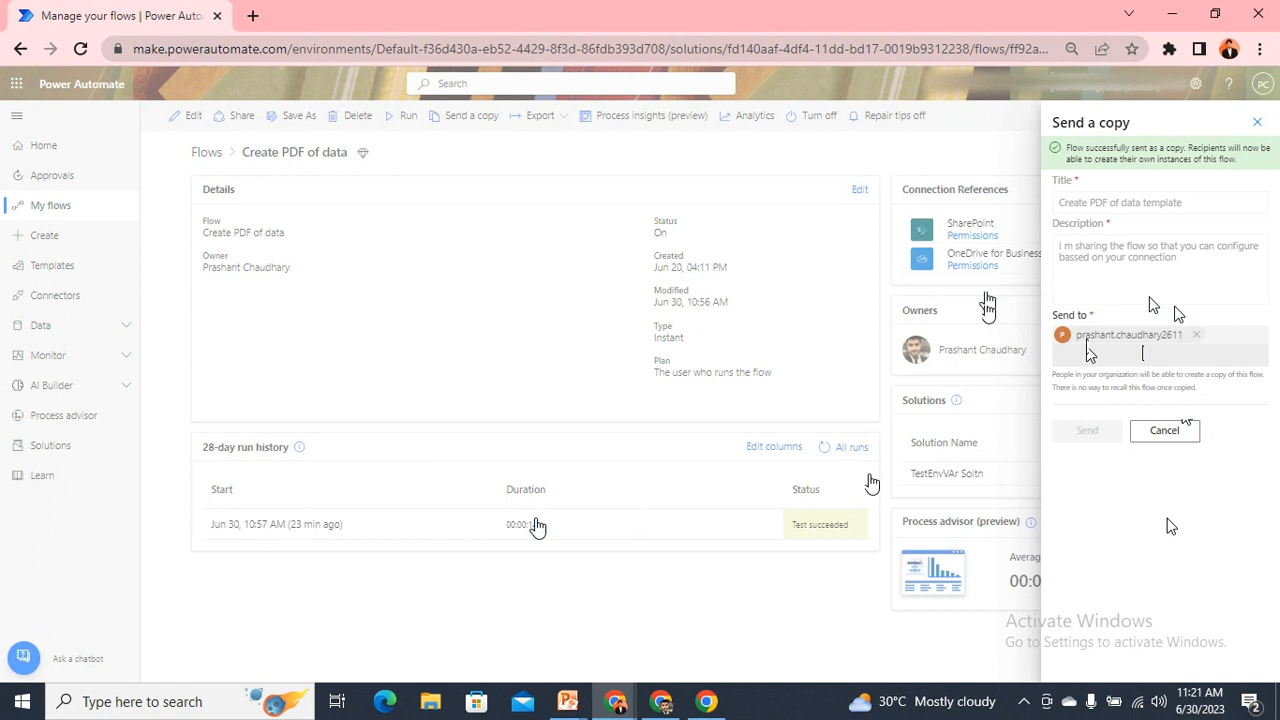 Manage your flows | Power Auto
make.powerautomate.com/environments/Default-f36d430a-eb52-4429-8f3d-86fdb393d708/solutions/fd140aaf-4df4-11dd-bd17-0019b9312238/flows/ff92a...
Power Automate
Search
PC
Edit
Share
Save As
Delete
Run
Send a copy
Export
Process Insights (preview)
Analytics
Turn off
Repair tips off
Home
Approvals
My flows
Create
Templates
Connectors
Data
Monitor
AI Builder
Process advisor
Solutions
Learn
Ask a chatbot
Flows > Create PDF of data
Details
Edit
Flow
Create PDF of data
Owner
Prashant Chaudhary
Status
On
Created
Jun 20, 04:11 PM
Modified
Jun 30, 10:56 AM
Type
Instant
Plan
The user who runs the flow
28-day run history
Edit columns
All runs
Start
Duration
Status
Jun 30, 10:57 AM (23 min ago)
Test succeeded
Connection References
SharePoint
Permissions
OneDrive for Business
Permissions
Owners
Prashant Chaudhary
Solutions
Solution Name
TestEnvVAr Soltn
Process advisor (preview)
Send a copy
Flow successfully sent as a copy. Recipients will now be
able to create their own instances of this flow.
Title *
Create PDF of data template
Description *
I m sharing the flow so that you can configure
bassed on your connection
Send to *
P
prashant.chaudhary2611
People in your organization will be able to create a copy of this flow.
There is no way to recall this flow once copied.
Send
Cancel
Activate Windows
Go to Settings to activate Windows.
Type here to search
30°C Mostly cloudy
11:21 AM
6/30/2023
2